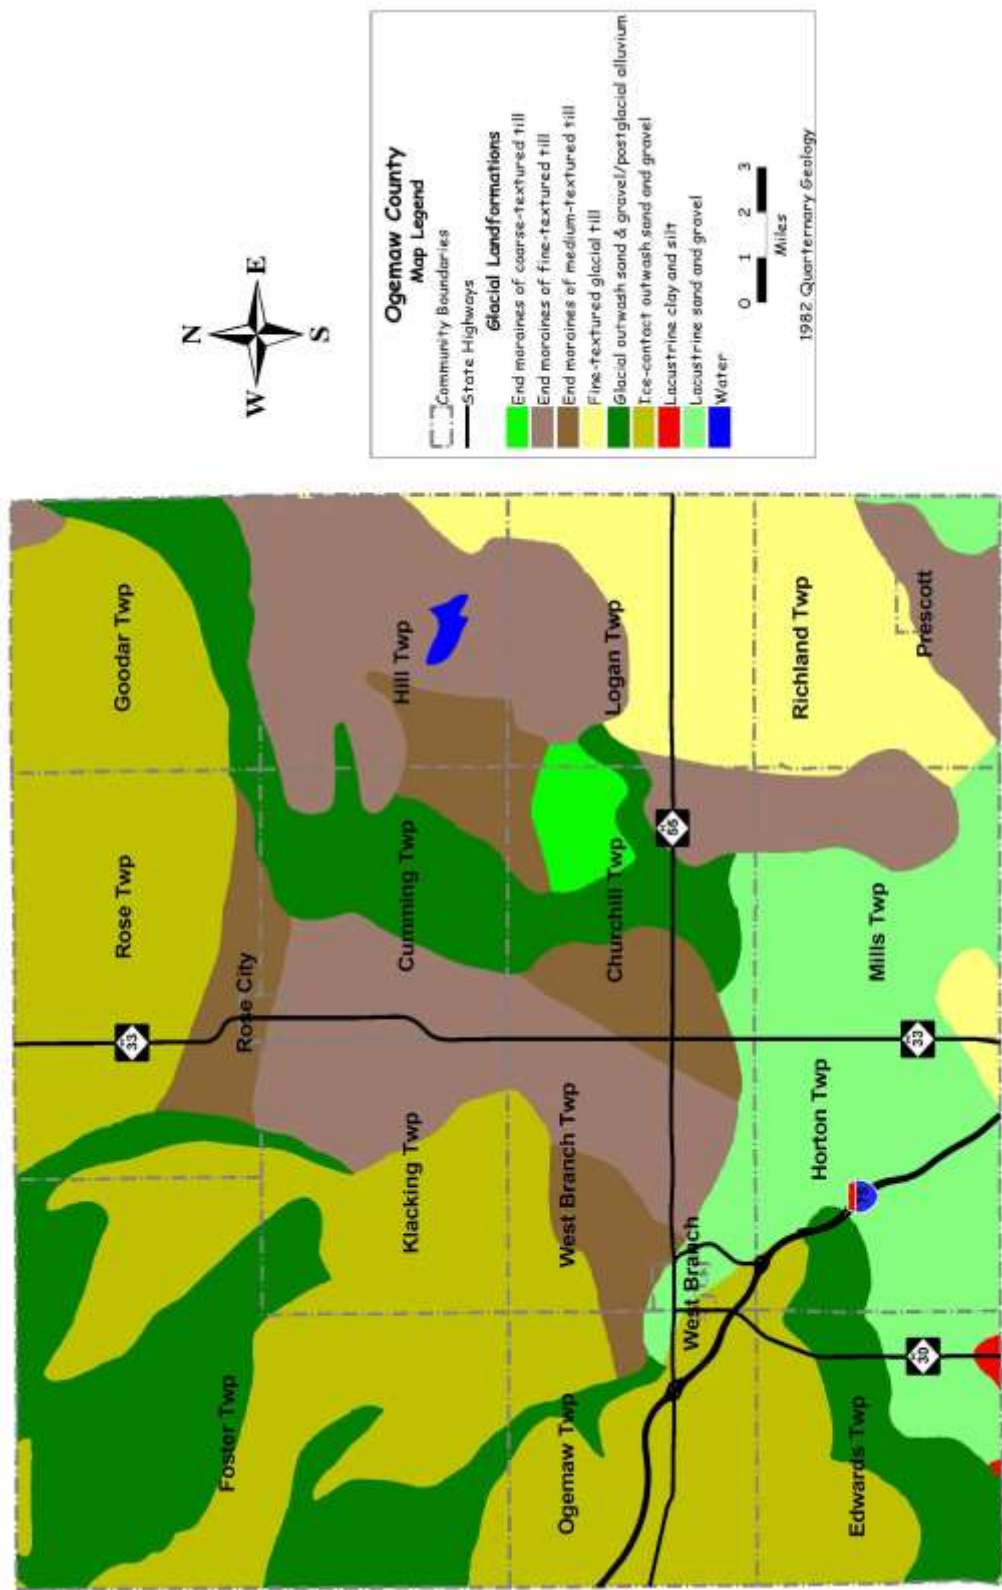 33
Rose Twp
Goodar Twp
Foster Twp
Rose City
Klacking Twp
Cumming Twp
Hill Twp
Ogemaw Twp
West Branch Twp
Churchill Twp
Logan Twp
55
West Branch
Horton Twp
Richland Twp
Edwards Twp
Mills Twp
30
33
Prescott
N
W
E
S
Ogemaw County
Map Legend
Community Boundaries
State Highways
Glacial Landformations
End moraines of coarse-textured till
End moraines of fine-textured till
End moraines of medium-textured till
Fine-textured glacial till
Glacial outwash sand & gravel/postglacial alluvium
Ice-contact outwash sand and gravel
Lacustrine clay and silt
Lacustrine sand and gravel
Water
0 1 2 3
Miles
1982 Quarternary Geology